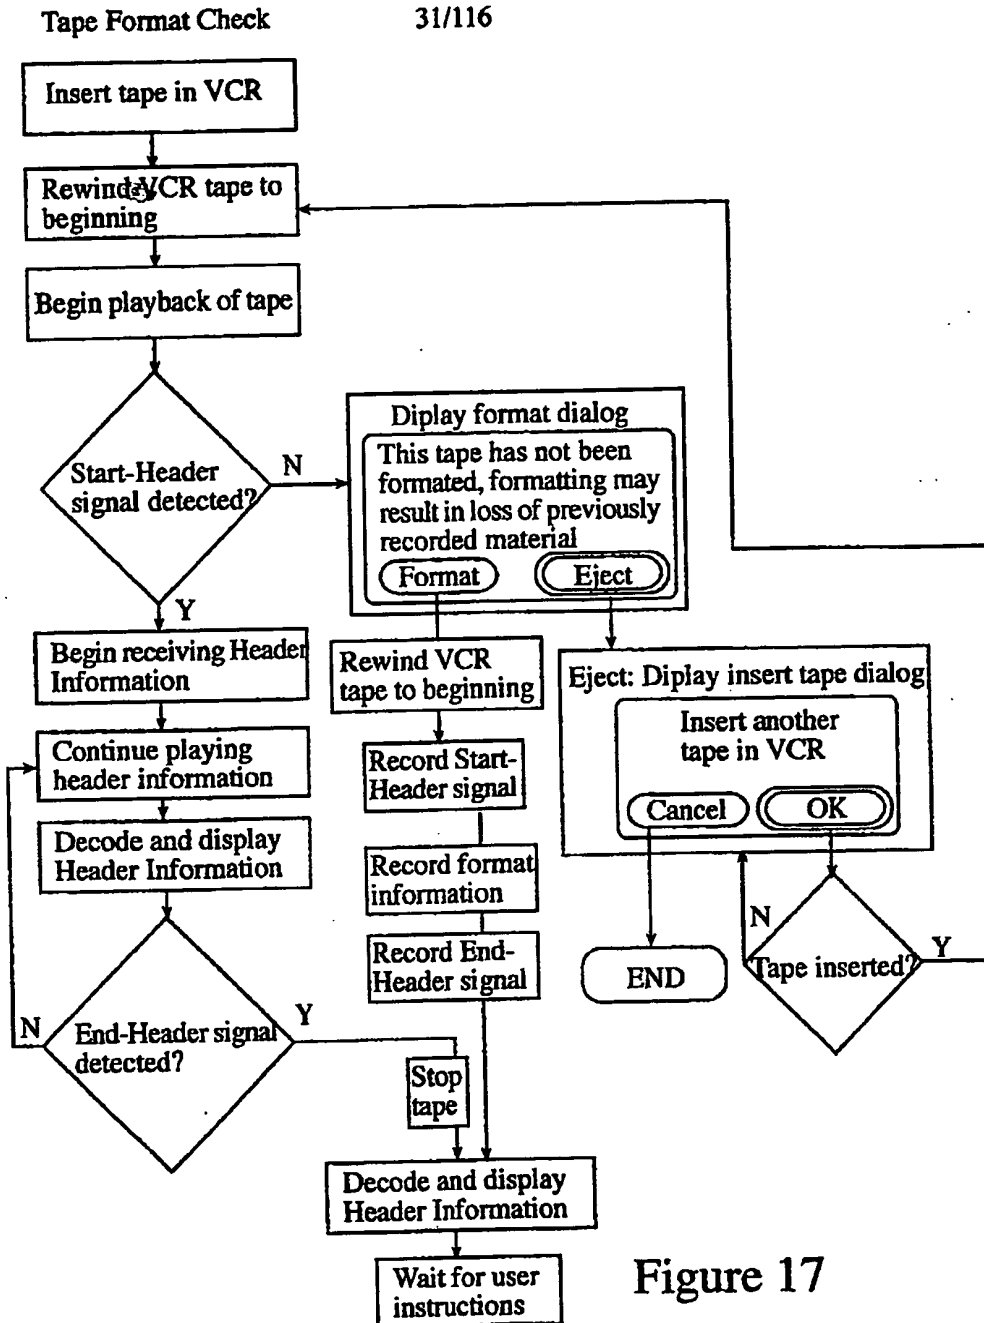 Tape Format Check
31/116
Insert tape in VCR
Rewind VCR tape to
beginning
Begin playback of tape
Start-Header
signal detected?
N
Y
Diplay format dialog
This tape has not been
formated, formatting may
result in loss of previously
recorded material
Format
Eject
Begin receiving Header
Information
Continue playing
header information
Decode and display
Header Information
End-Header signal
detected?
N
Y
Rewind VCR
tape to beginning
Record Start-
Header signal
Record format
information
Record End-
Header signal
Stop
tape
Eject: Diplay insert tape dialog
Insert another
tape in VCR
Cancel
OK
END
N
Tape inserted?
Y
Decode and display
Header Information
Wait for user
instructions
Figure 17